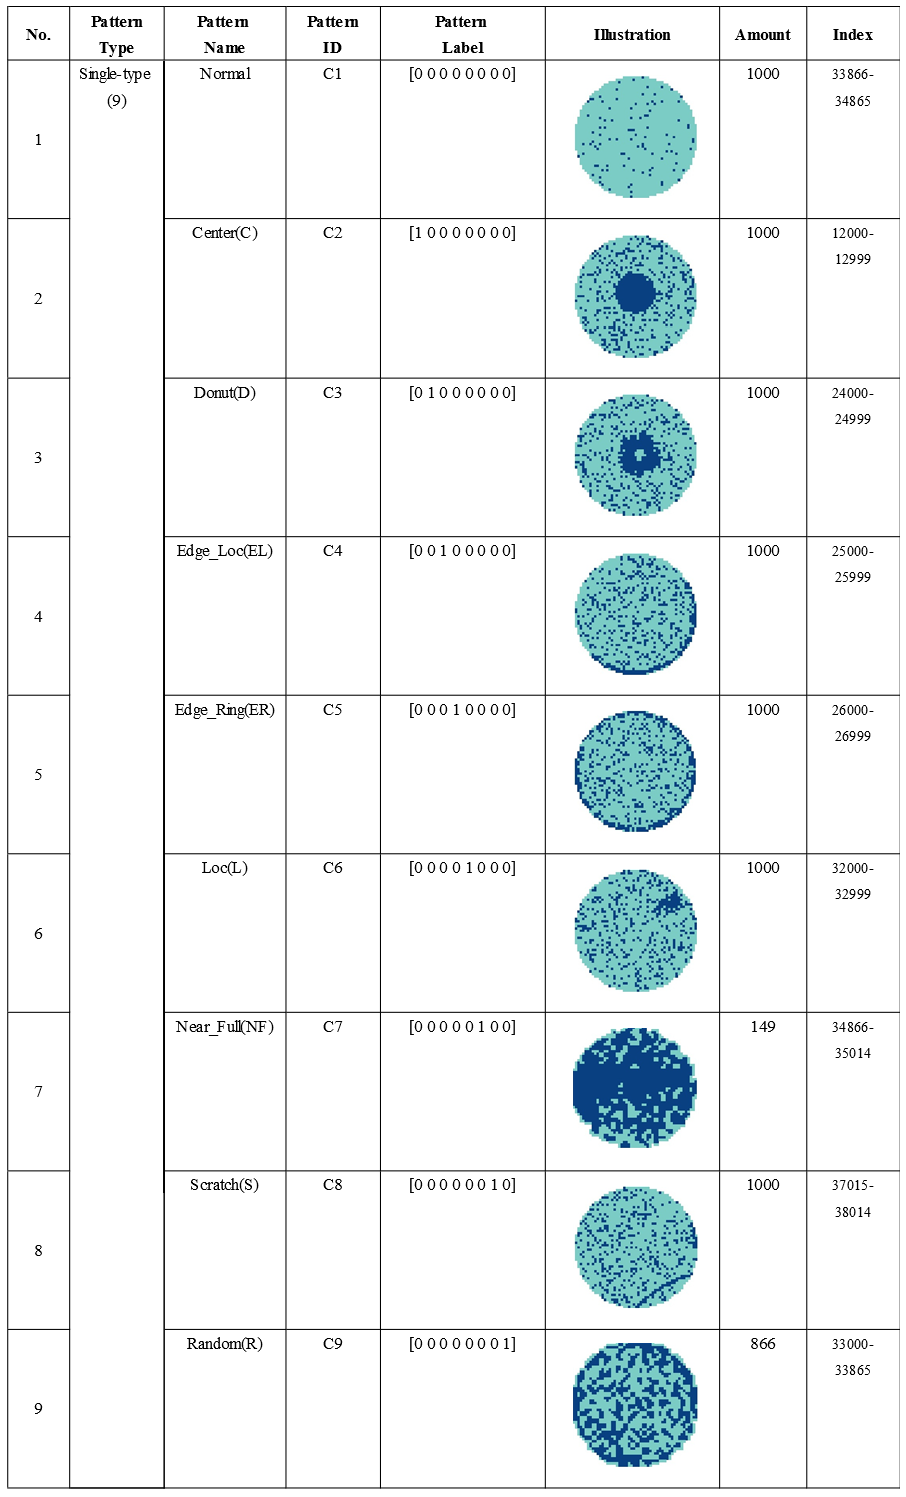 No. Pattern Type Pattern Name Pattern ID Pattern Label Illustration Amount Index
1 Single-type (9) Normal C1 [0 0 0 0 0 0 0 0] 1000 33866-34865
2 Center(C) C2 [1 0 0 0 0 0 0 0] 1000 12000-12999
3 Donut(D) C3 [0 1 0 0 0 0 0 0] 1000 24000-24999
4 Edge_Loc(EL) C4 [0 0 1 0 0 0 0 0] 1000 25000-25999
5 Edge_Ring(ER) C5 [0 0 0 1 0 0 0 0] 1000 26000-26999
6 Loc(L) C6 [0 0 0 0 1 0 0 0] 1000 32000-32999
7 Near_Full(NF) C7 [0 0 0 0 0 1 0 0] 149 34866-35014
8 Scratch(S) C8 [0 0 0 0 0 0 1 0] 1000 37015-38014
9 Random(R) C9 [0 0 0 0 0 0 0 1] 866 33000-33865